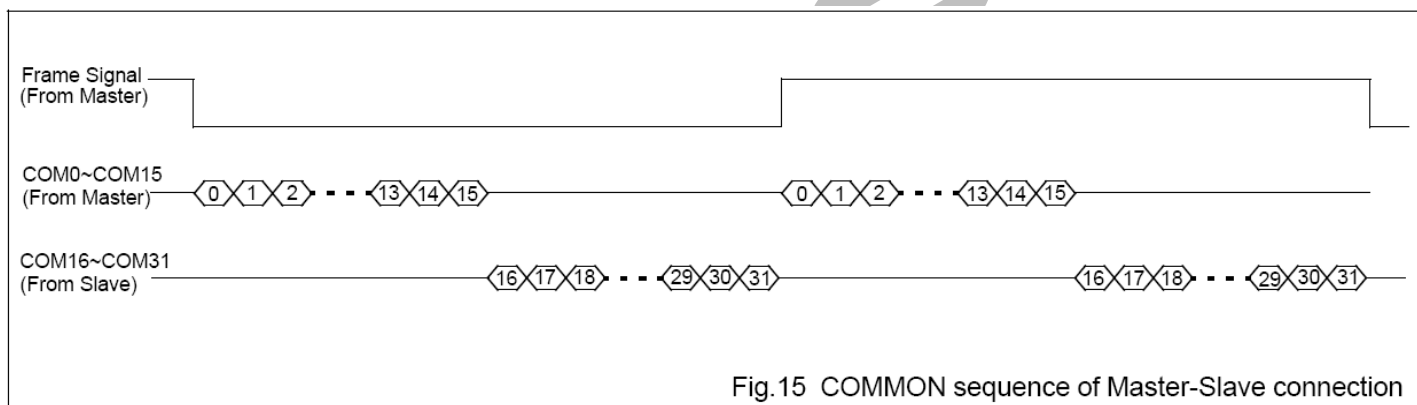 Frame Signal
(From Master)
COM0~COM15
(From Master)
0 1 2 13 14 15 0 1 2 13 14 15
COM16~COM31
(From Slave)
16 17 18 29 30 31 16 17 18 29 30 31
Fig.15 COMMON sequence of Master-Slave connection